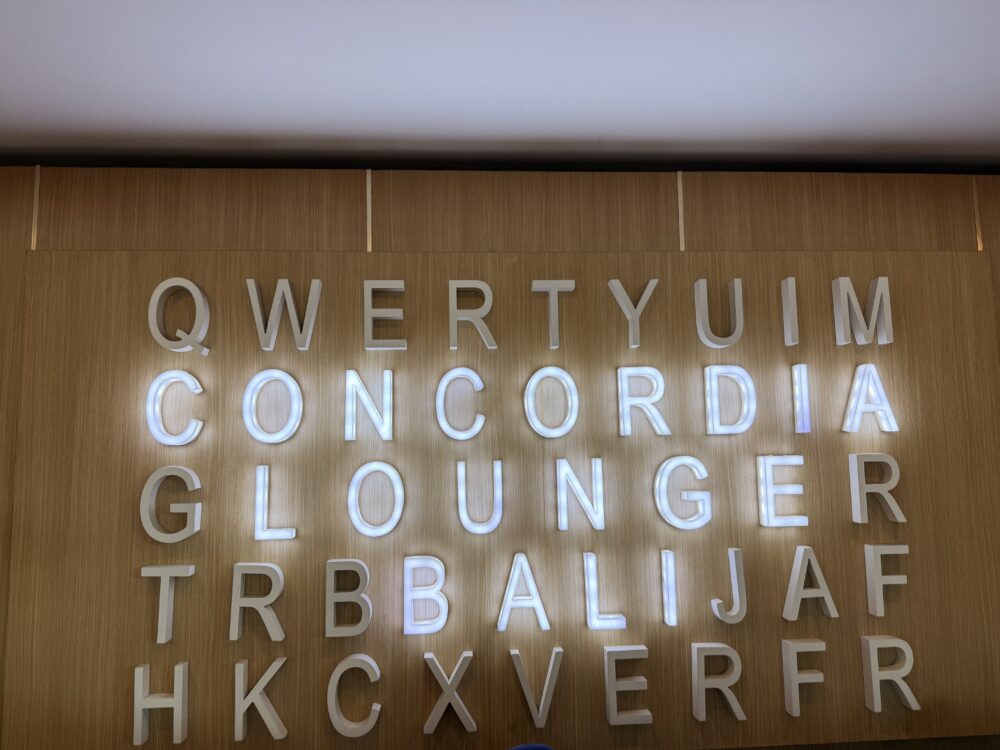 QWERTYUIM
CONCORDIA
GLOUNGER
TRBBALIJAF
HKCXVERFR